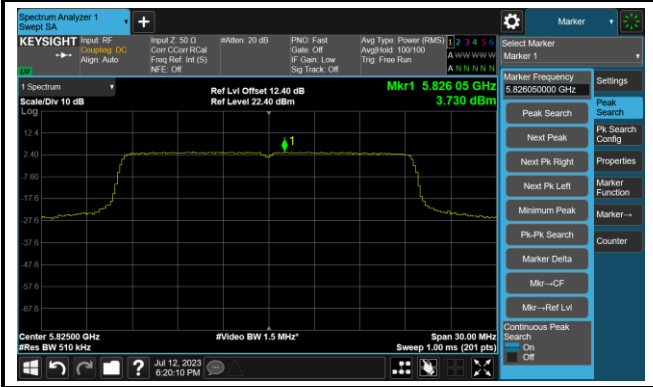 Spectrum Analyzer 1
Swept SA
+
Marker
KEYSIGHT
Input: RF
Coupling: DC
Align: Auto
Input Z: 50 Ω
Corr CCorr RCal
Freq Ref: Int (S)
NFE: Off
#Atten: 20 dB
PNO: Fast
Gate: Off
IF Gain: Low
Sig Track: Off
Avg Type: Power (RMS)
Avg|Hold: 100/100
Trig: Free Run
1 2 3 4 5 6
A W W W W W
A N N N N N
LW
Select Marker
Marker 1
1 Spectrum
Scale/Div 10 dB
Ref Lvl Offset 12.40 dB
Ref Level 22.40 dBm
Mkr1 5.826 05 GHz
3.730 dBm
Log
12.4
2.40
-7.60
-17.6
-27.6
-37.6
-47.6
-57.6
-67.6
1
Center 5.82500 GHz
#Res BW 510 kHz
#Video BW 1.5 MHz*
Span 30.00 MHz
Sweep 1.00 ms (201 pts)
Marker Frequency
5.826050000 GHz
Peak Search
Next Peak
Next Pk Right
Next Pk Left
Minimum Peak
Pk-Pk Search
Marker Delta
Mkr→CF
Mkr→Ref Lvl
Continuous Peak
Search
On
Off
Settings
Peak
Search
Pk Search
Config
Properties
Marker
Function
Marker→
Counter
?
Jul 12, 2023
6:20:10 PM